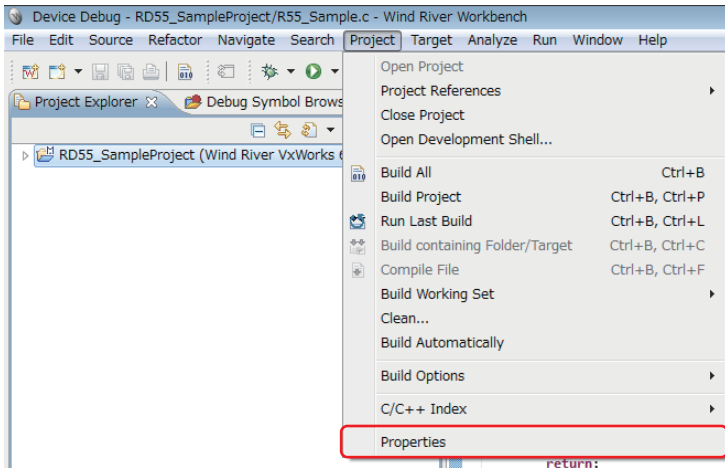 Device Debug - RD55_SampleProject/R55_Sample.c - Wind River Workbench
File Edit Source Refactor Navigate Search Project Target Analyze Run Window Help
Project Explorer Debug Symbol Brows
RD55_SampleProject (Wind River VxWorks 6
Open Project
Project References
Close Project
Open Development Shell...
Build All Ctrl+B
Build Project Ctrl+B, Ctrl+P
Run Last Build Ctrl+B, Ctrl+L
Build containing Folder/Target Ctrl+B, Ctrl+C
Compile File Ctrl+B, Ctrl+F
Build Working Set
Clean...
Build Automatically
Build Options
C/C++ Index
Properties
return;